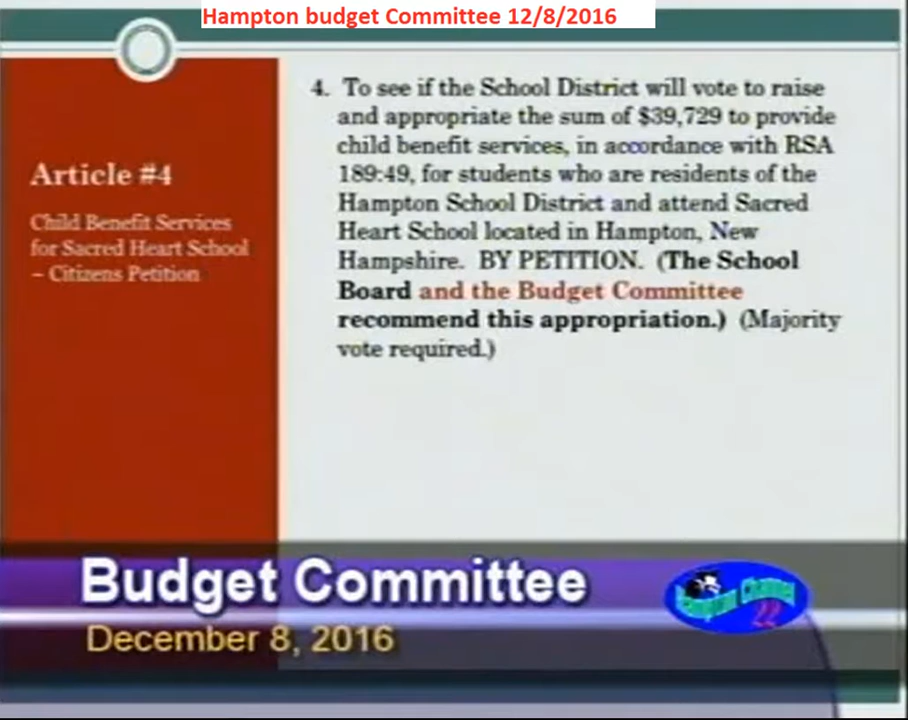 Hampton budget Committee 12/8/2016
Article #4
Child Benefit Services
for Sacred Heart School
– Citizens Petition
4. To see if the School District will vote to raise
and appropriate the sum of $39,729 to provide
child benefit services, in accordance with RSA
189:49, for students who are residents of the
Hampton School District and attend Sacred
Heart School located in Hampton, New
Hampshire. BY PETITION. (The School
Board and the Budget Committee
recommend this appropriation.) (Majority
vote required.)
Budget Committee
December 8, 2016
Hampton Channel
22